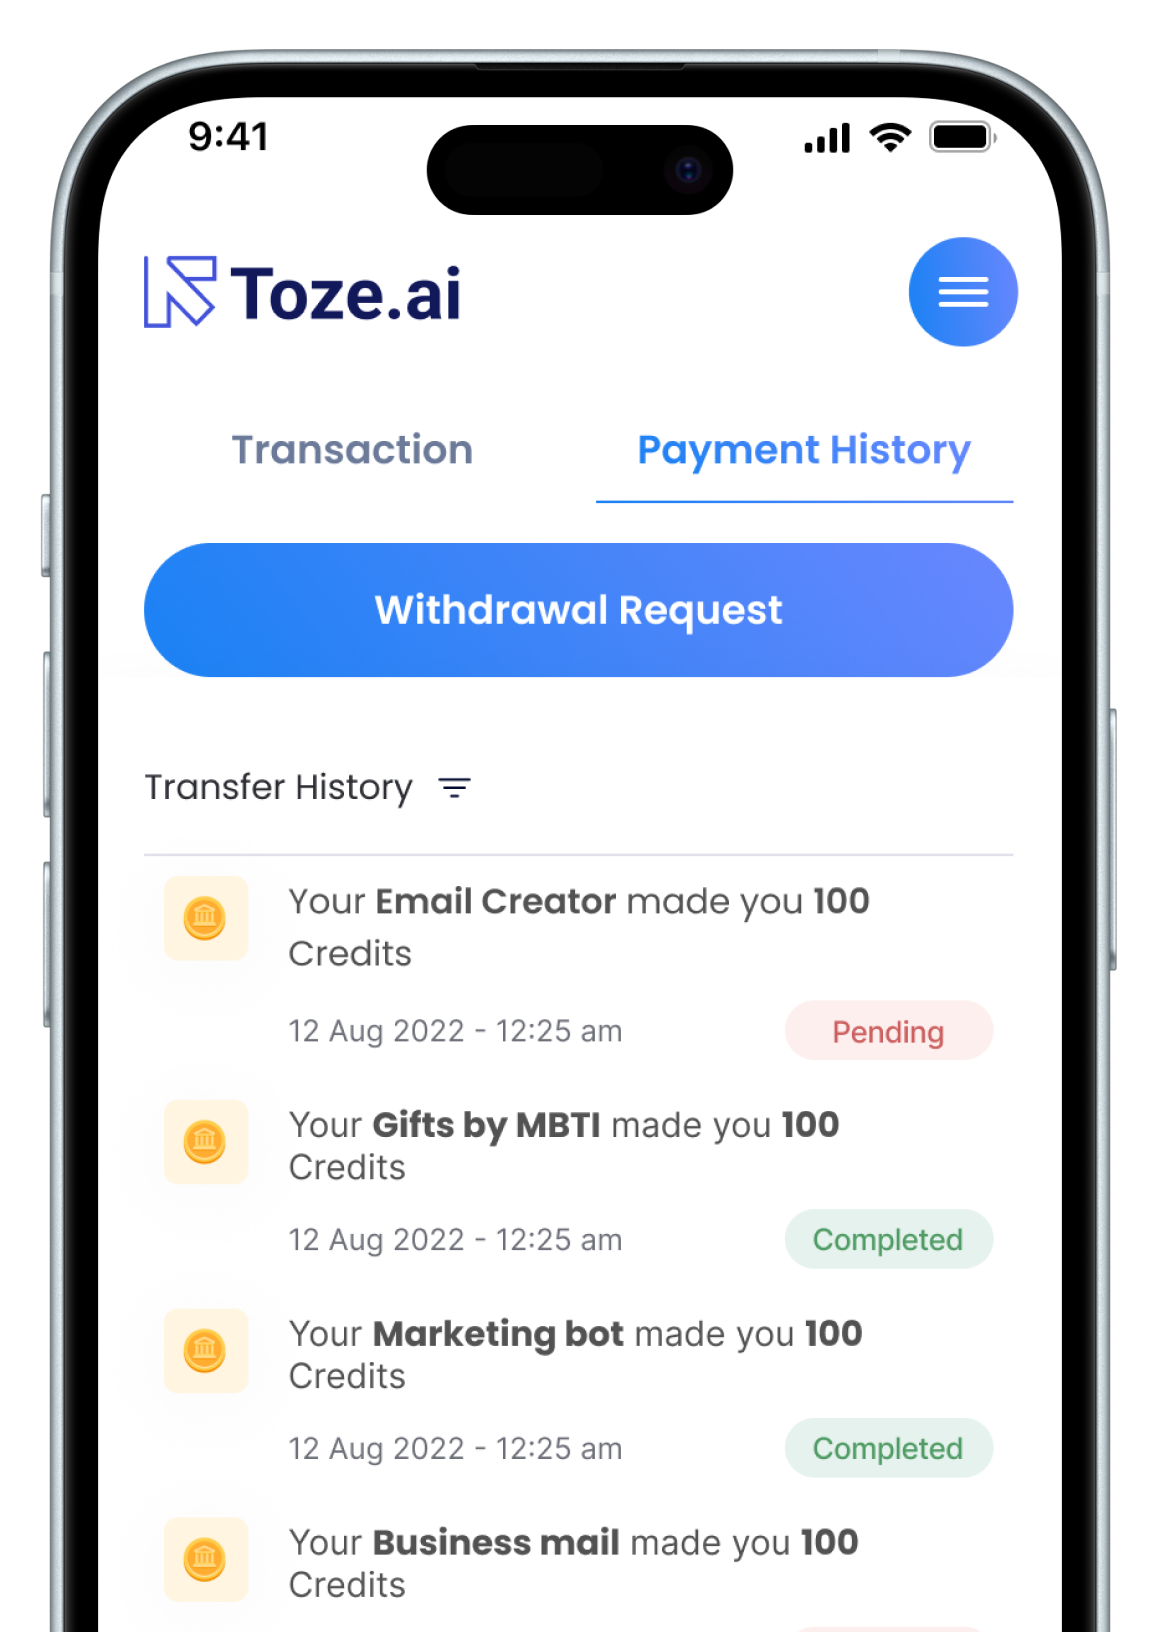 9:41
Toze.ai
Transaction
Payment History
Withdrawal Request
Transfer History
Your Email Creator made you 100
Credits
12 Aug 2022 - 12:25 am
Pending
Your Gifts by MBTI made you 100
Credits
12 Aug 2022 - 12:25 am
Completed
Your Marketing bot made you 100
Credits
12 Aug 2022 - 12:25 am
Completed
Your Business mail made you 100
Credits